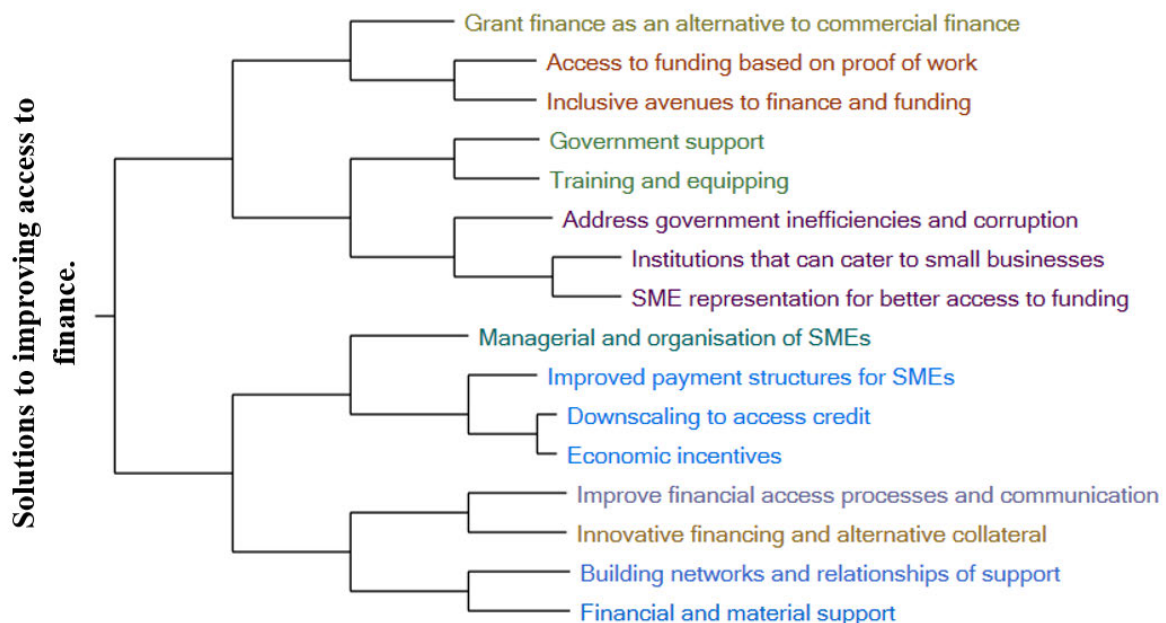 Solutions to improving access to
finance.
Grant finance as an alternative to commercial finance
Access to funding based on proof of work
Inclusive avenues to finance and funding
Government support
Training and equipping
Address government inefficiencies and corruption
Institutions that can cater to small businesses
SME representation for better access to funding
Managerial and organisation of SMEs
Improved payment structures for SMEs
Downscaling to access credit
Economic incentives
Improve financial access processes and communication
Innovative financing and alternative collateral
Building networks and relationships of support
Financial and material support